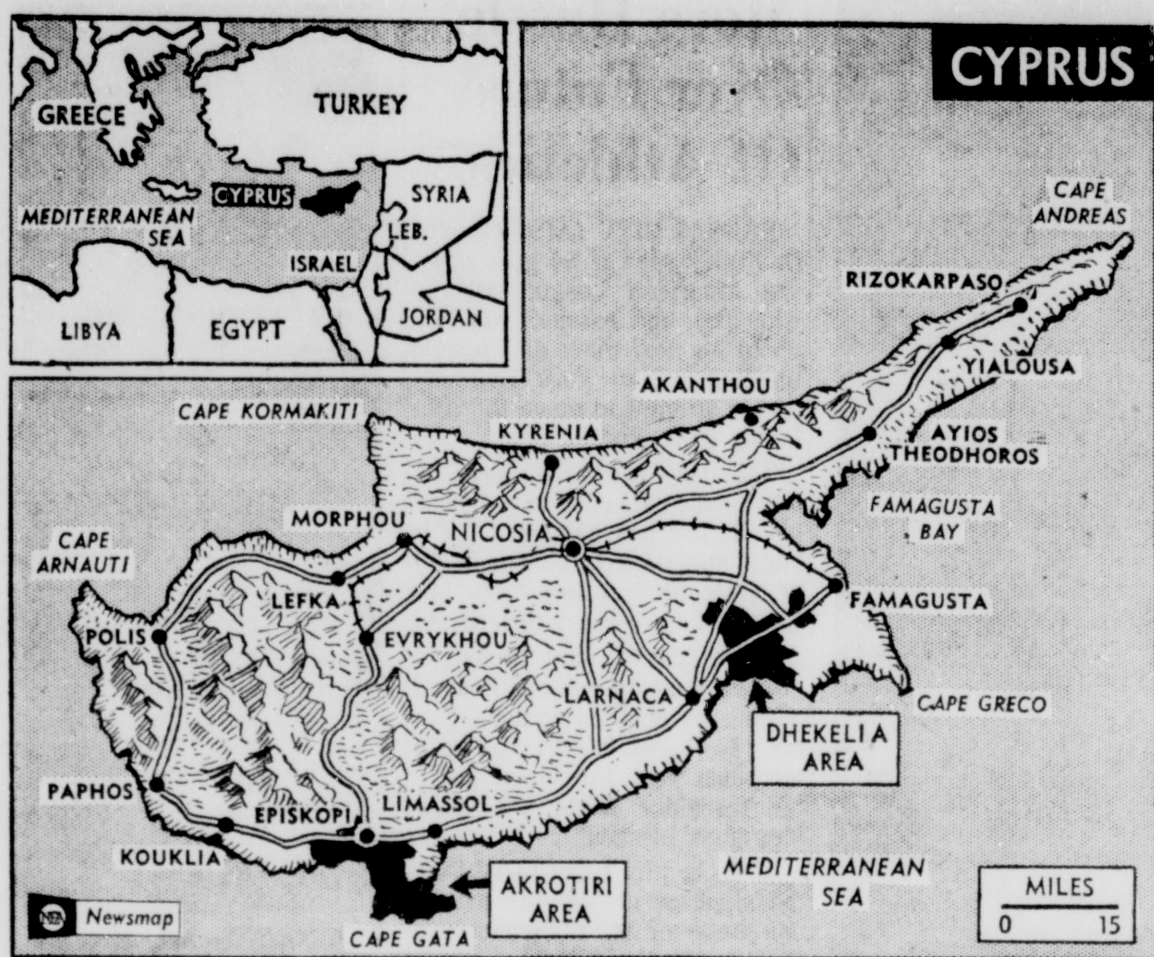 CYPRUS
GREECE
TURKEY
CYPRUS
SYRIA
MEDITERRANEAN
SEA
LEB.
ISRAEL
LIBYA
EGYPT
JORDAN
CAPE
ANDREAS
RIZOKARPASO
YIALOUSA
AKANTHOU
CAPE KORMAKITI
KYRENIA
AYIOS
THEODHOROS
FAMAGUSTA
BAY
MORPHOU
NICOSIA
CAPE
ARNAUTI
LEFKA
FAMAGUSTA
POLIS
EVRYKHOU
LARNACA
CAPE GRECO
DHEKELIA
AREA
PAPHOS
EPISKOPI
LIMASSOL
KOUKLIA
MEDITERRANEAN
SEA
AKROTIRI
AREA
MILES
0 15
NEA Newsmap
CAPE GATA